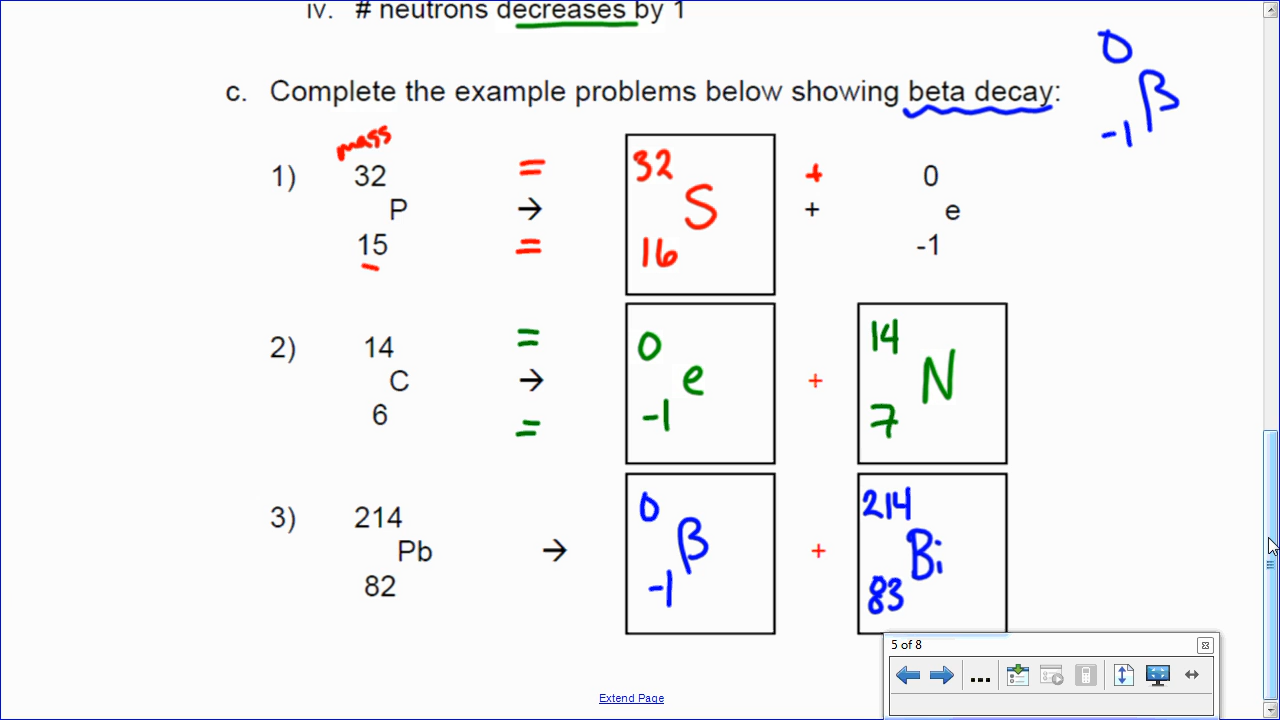 iv. # neutrons decreases by 1
c. Complete the example problems below showing beta decay:
0
β
-1
mass
1) 32 = 32 + 0
P → S + e
15 = 16 -1
2) 14 = 0 14
C → e + N
6 = -1 7
3) 214 0 214
Pb → β + Bi
82 -1 83
5 of 8
...
Extend Page